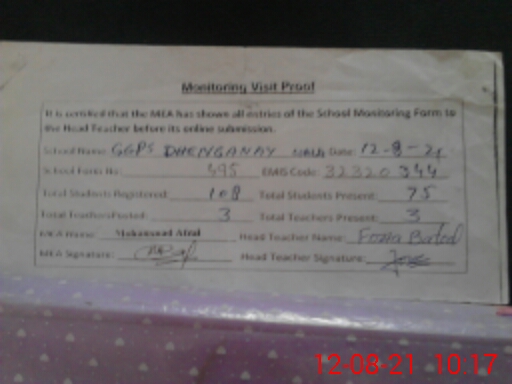 Monitoring Visit Proof
It is certified that the MEA has shown all entries of the School Monitoring Form to
the Head Teacher before its online submission.
School Name: GGPS DHENGANAY Date: 12-8-21
School Form No: 495 EMIS Code: 32320344
Total Students Registered: 108 Total Students Present: 75
Total Teachers Posted: 3 Total Teachers Present: 3
MEA Name: Muhammad Afzal Head Teacher Name: Fozia Batool
MEA Signature: Head Teacher Signature:
12-08-21 10:17